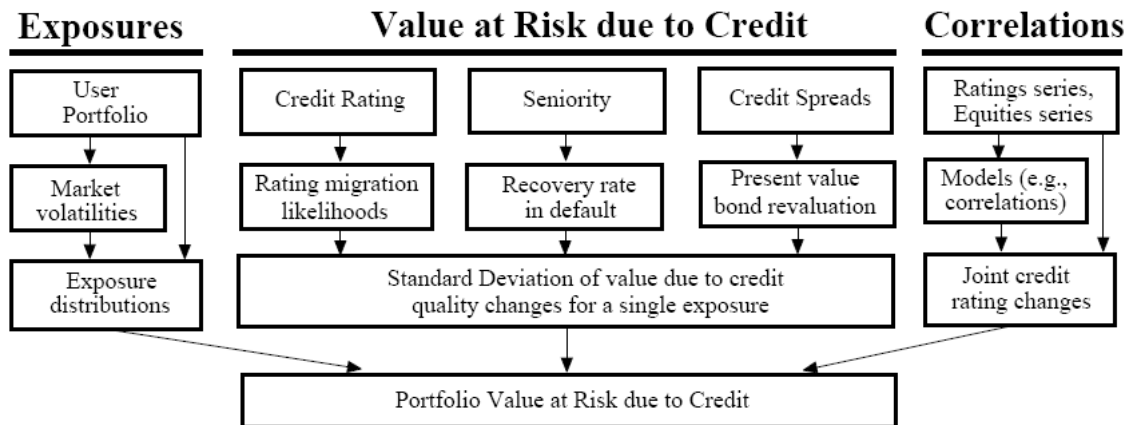 Exposures
Value at Risk due to Credit
Correlations
User
Portfolio
Market
volatilities
Exposure
distributions
Credit Rating
Seniority
Credit Spreads
Rating migration
likelihoods
Recovery rate
in default
Present value
bond revaluation
Standard Deviation of value due to credit
quality changes for a single exposure
Ratings series,
Equities series
Models (e.g.,
correlations)
Joint credit
rating changes
Portfolio Value at Risk due to Credit